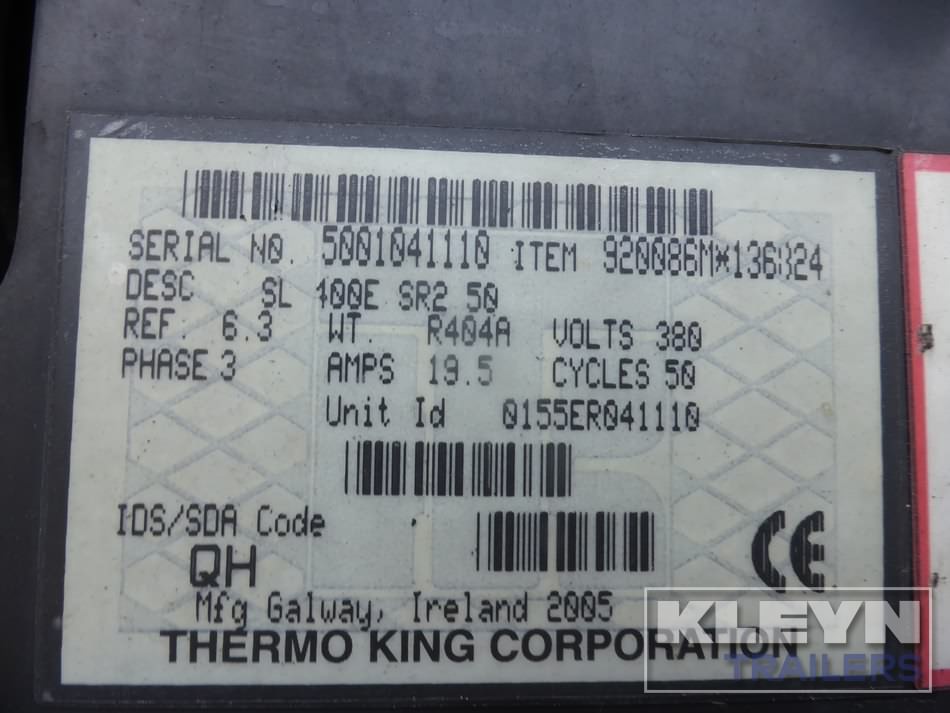 SERIAL NO. 5001041110 ITEM
DESC SL 400E SR2 50
REF. 6.3 WT. R404A VOLTS 380
PHASE 3 AMPS 19.5 CYCLES 50
Unit Id 0155ER041110
IDS/SDA Code
QH
CE
Mfg Galway, Ireland 2005
THERMO KING CORPORATION
KLEYN
TRAILERS